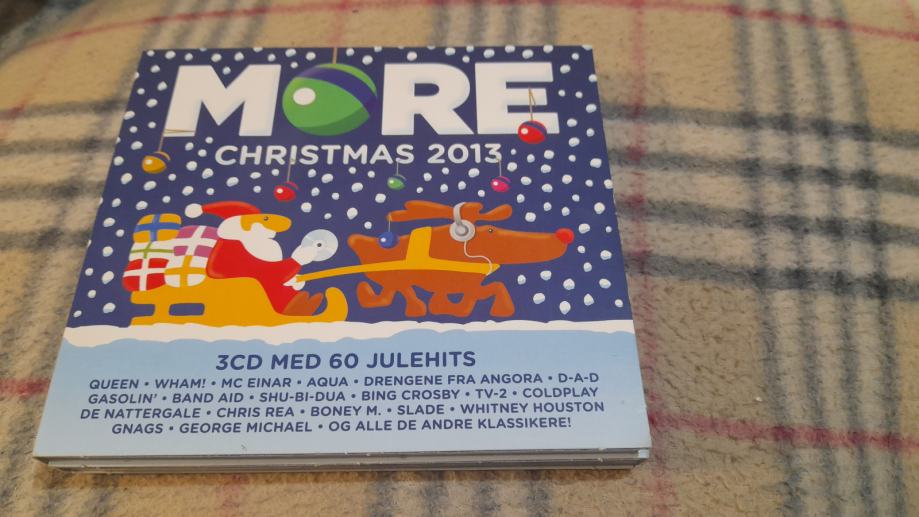 MORE
CHRISTMAS 2013
3CD MED 60 JULEHITS
QUEEN • WHAM! • MC EINAR • AQUA • DRENGENE FRA ANGORA • D-A-D
GASOLIN' • BAND AID • SHU-BI-DUA • BING CROSBY • TV-2 • COLDPLAY
DE NATTERGALE • CHRIS REA • BONEY M. • SLADE • WHITNEY HOUSTON
GNAGS • GEORGE MICHAEL • OG ALLE DE ANDRE KLASSIKERE!